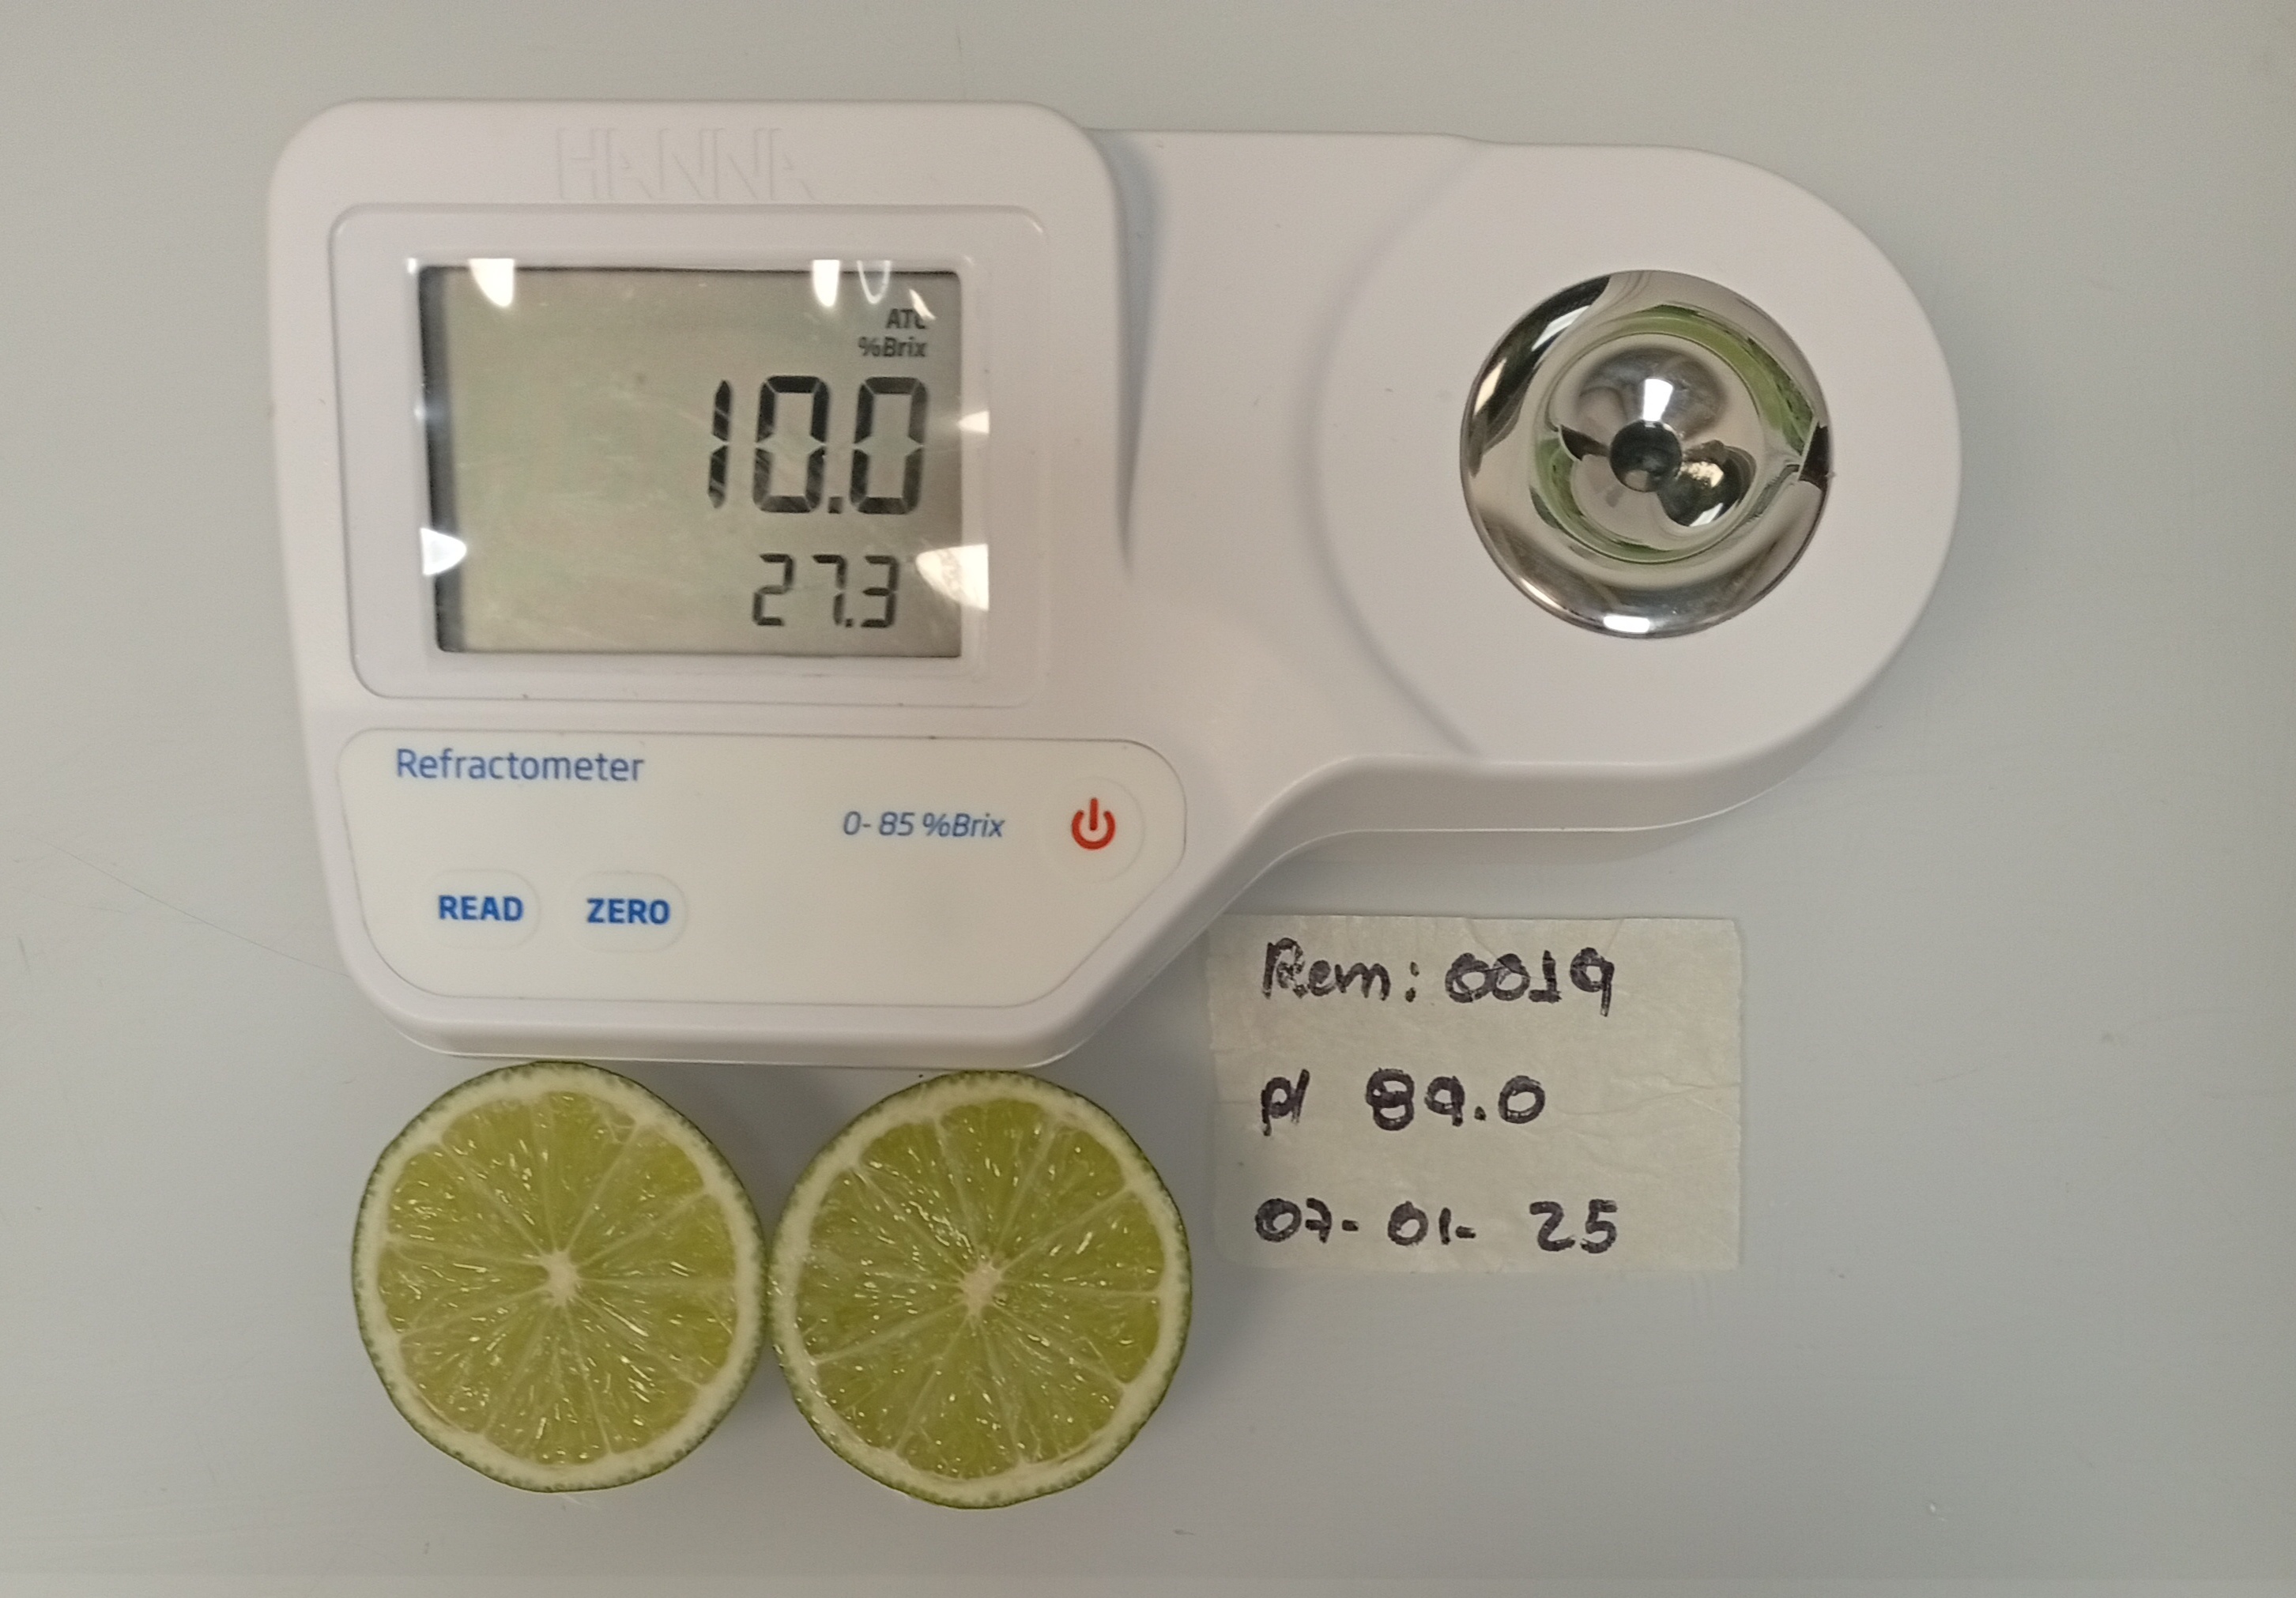 HANNA
ATC
%Brix
10.0
27.3
Refractometer
0-85 %Brix
READ ZERO
Rem: 0019
pl 89.0
07-01-25